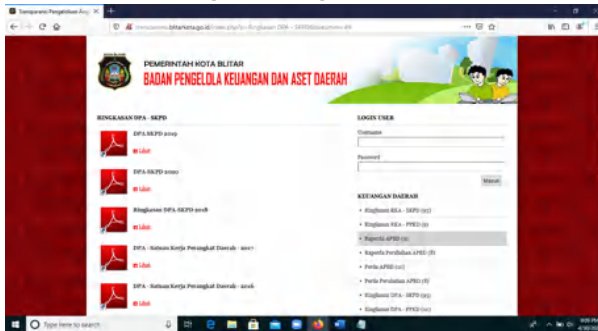 Transparansi Pengelolaan Ang
PEMERINTAH KOTA BLITAR
BADAN PENGELOLA KEUANGAN DAN ASET DAERAH
RINGKASAN DPA - SKPD
DPA SKPD 2019
Lihat
DPA SKPD 2020
Lihat
Ringkasan DPA SKPD 2018
Lihat
DPA - Satuan Kerja Perangkat Daerah - 2017
Lihat
DPA - Satuan Kerja Perangkat Daerah - 2016
Lihat
LOGIN USER
Username
Password
Masuk
KEUANGAN DAERAH
Ringkasan RKA - SKPD
Ringkasan RKA - PPKD
Raperda APBD
Raperda Perubahan APBD (8)
Perda APBD (10)
Perda Perubahan APBD (7)
Ringkasan DPA - SKPD
Ringkasan DPA - PPKD
Type here to search